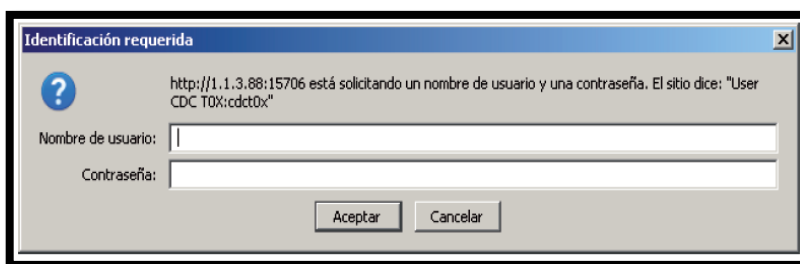 Identificación requerida
http://1.1.3.88:15706 está solicitando un nombre de usuario y una contraseña. El sitio dice: "User
CDC T0X:cdct0x"
Nombre de usuario:
Contraseña:
Aceptar Cancelar